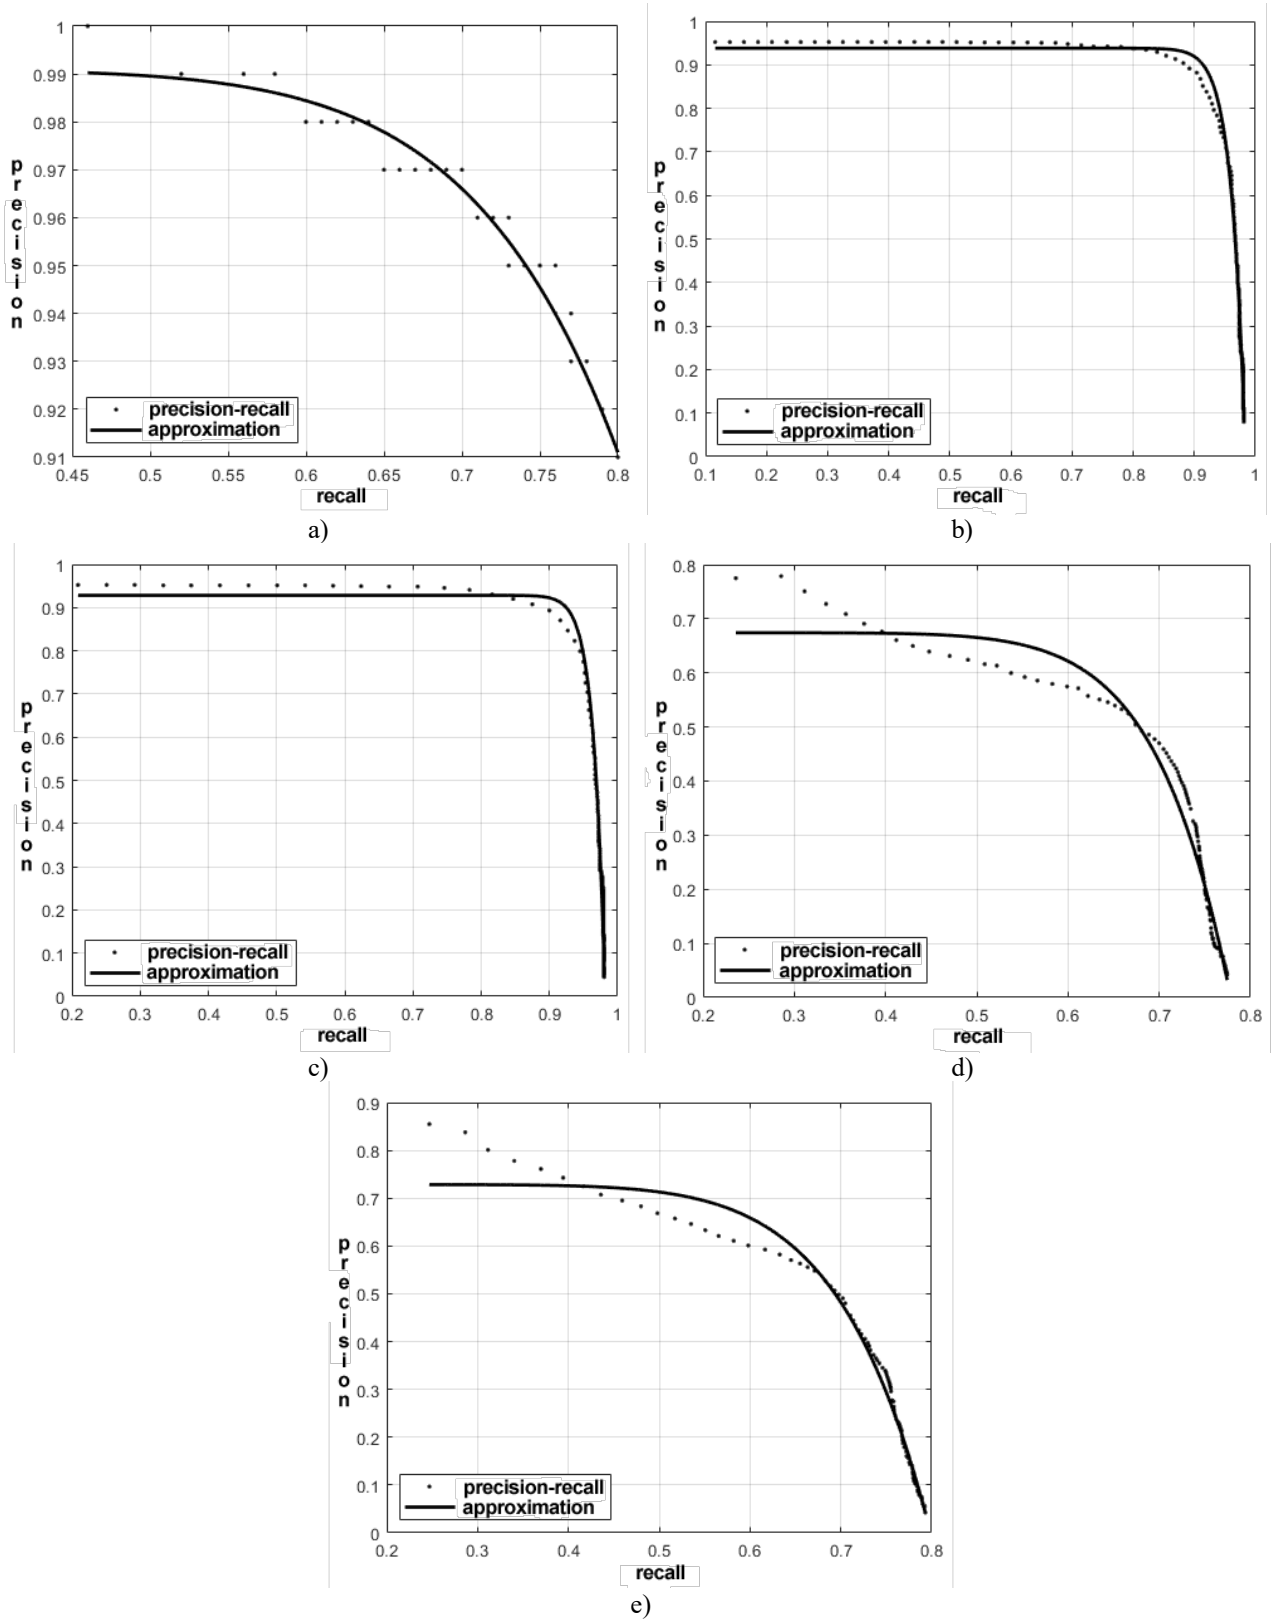 1
0.99
0.98
0.97
0.96
0.95
0.94
0.93
0.92
0.91
precision
precision-recall
approximation
0.45 0.5 0.55 0.6 0.65 0.7 0.75 0.8
recall
a)
1
0.9
0.8
0.7
0.6
0.5
0.4
0.3
0.2
0.1
0
precision
precision-recall
approximation
0.1 0.2 0.3 0.4 0.5 0.6 0.7 0.8 0.9 1
recall
b)
1
0.9
0.8
0.7
0.6
0.5
0.4
0.3
0.2
0.1
0
precision
precision-recall
approximation
0.2 0.3 0.4 0.5 0.6 0.7 0.8 0.9 1
recall
c)
0.8
0.7
0.6
0.5
0.4
0.3
0.2
0.1
0
precision
precision-recall
approximation
0.2 0.3 0.4 0.5 0.6 0.7 0.8
recall
d)
0.9
0.8
0.7
0.6
0.5
0.4
0.3
0.2
0.1
0
precision
precision-recall
approximation
0.2 0.3 0.4 0.5 0.6 0.7 0.8
recall
e)